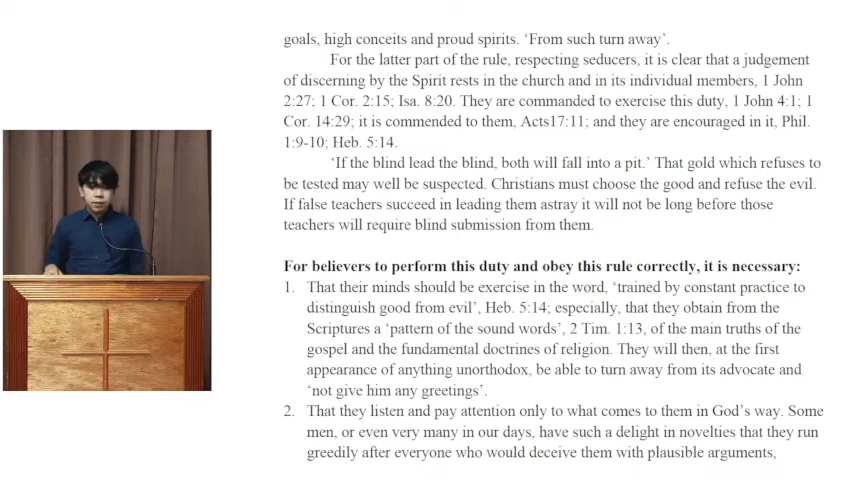 goals, high conceits and proud spirits. ‘From such turn away’.
For the latter part of the rule, respecting seducers, it is clear that a judgement
of discerning by the Spirit rests in the church and in its individual members, 1 John
2:27; 1 Cor. 2:15; Isa. 8:20. They are commanded to exercise this duty, 1 John 4:1; 1
Cor. 14:29; it is commended to them, Acts17:11; and they are encouraged in it, Phil.
1:9-10; Heb. 5:14.
‘If the blind lead the blind, both will fall into a pit.’ That gold which refuses to
be tested may well be suspected. Christians must choose the good and refuse the evil.
If false teachers succeed in leading them astray it will not be long before those
teachers will require blind submission from them.
For believers to perform this duty and obey this rule correctly, it is necessary:
1. That their minds should be exercise in the word, ‘trained by constant practice to
distinguish good from evil’, Heb. 5:14; especially, that they obtain from the
Scriptures a ‘pattern of the sound words’, 2 Tim. 1:13, of the main truths of the
gospel and the fundamental doctrines of religion. They will then, at the first
appearance of anything unorthodox, be able to turn away from its advocate and
‘not give him any greetings’.
2. That they listen and pay attention only to what comes to them in God’s way. Some
men, or even very many in our days, have such a delight in novelties that they run
greedily after everyone who would deceive them with plausible arguments,